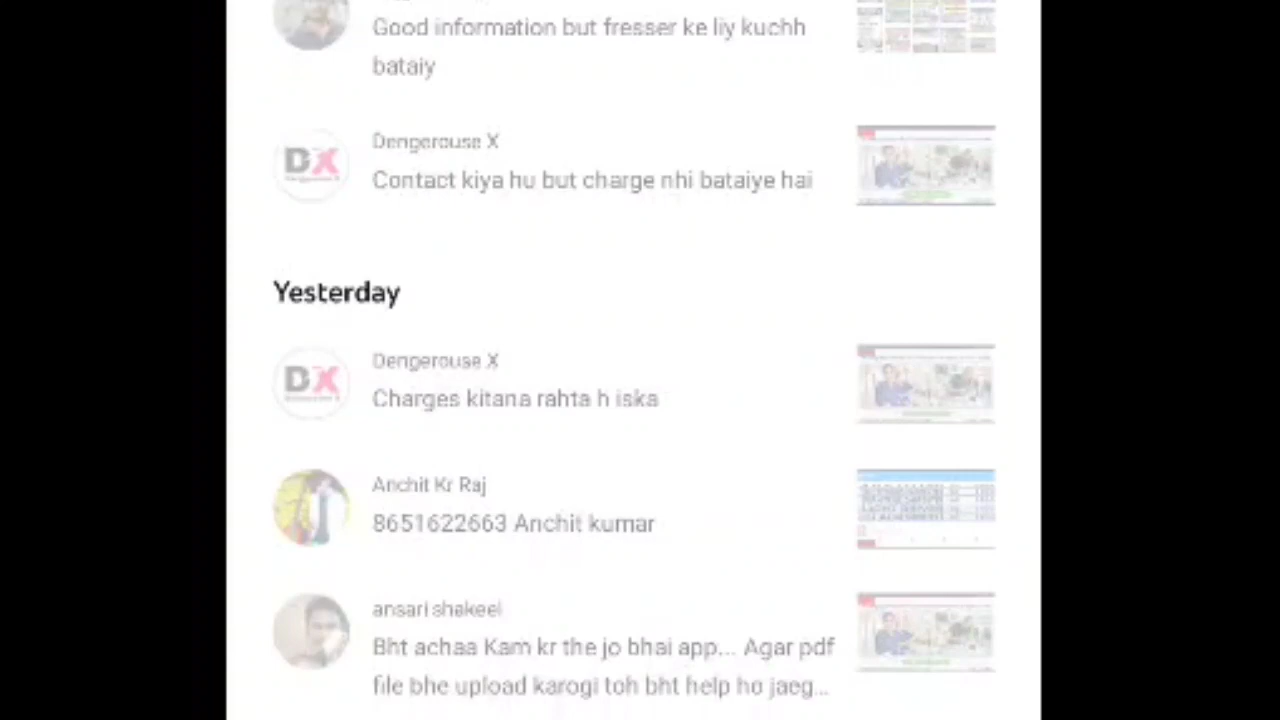 Good information but fresser ke liy kuchh
bataiy
Dengerouse X
DX
Contact kiya hu but charge nhi bataiye hai
Yesterday
Dengerouse X
DX
Charges kitana rahta h iska
Anchit Kr Raj
8651622663 Anchit kumar
ansari shakeel
Bht achaa Kam kr the jo bhai app... Agar pdf
file bhe upload karogi toh bht help ho jaeg...